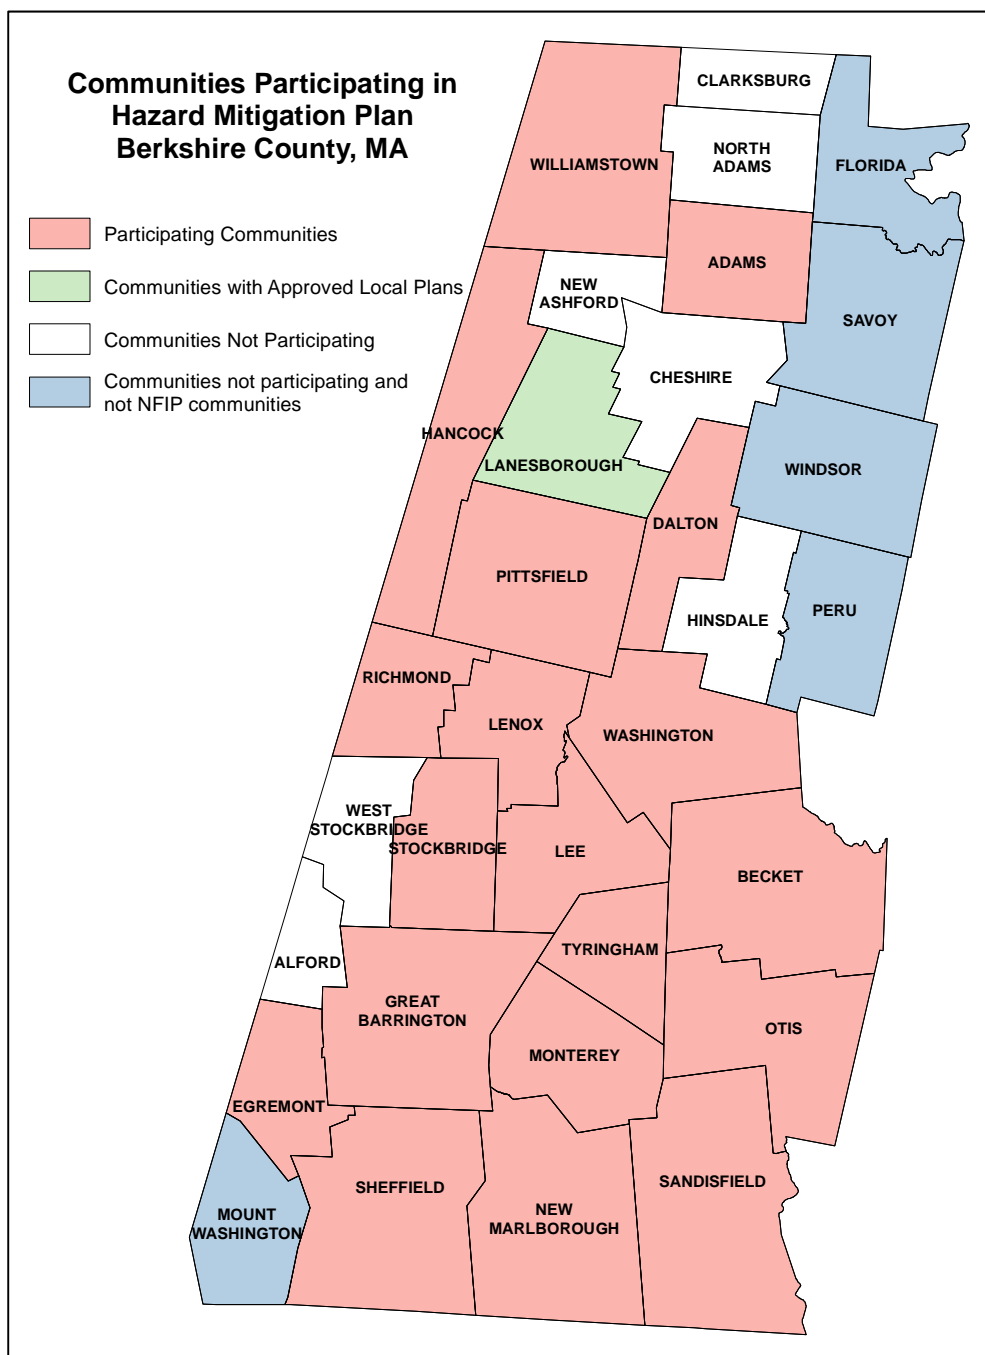 Communities Participating in
Hazard Mitigation Plan
Berkshire County, MA
Participating Communities
Communities with Approved Local Plans
Communities Not Participating
Communities not participating and
not NFIP communities
CLARKSBURG
NORTH
ADAMS
WILLIAMSTOWN
FLORIDA
ADAMS
NEW
ASHFORD
SAVOY
CHESHIRE
HANCOCK
LANESBOROUGH
WINDSOR
DALTON
PITTSFIELD
PERU
HINSDALE
RICHMOND
LENOX
WASHINGTON
WEST
STOCKBRIDGE
STOCKBRIDGE
LEE
BECKET
TYRINGHAM
ALFORD
GREAT
BARRINGTON
OTIS
MONTEREY
EGREMONT
SHEFFIELD
SANDISFIELD
NEW
MARLBOROUGH
MOUNT
WASHINGTON